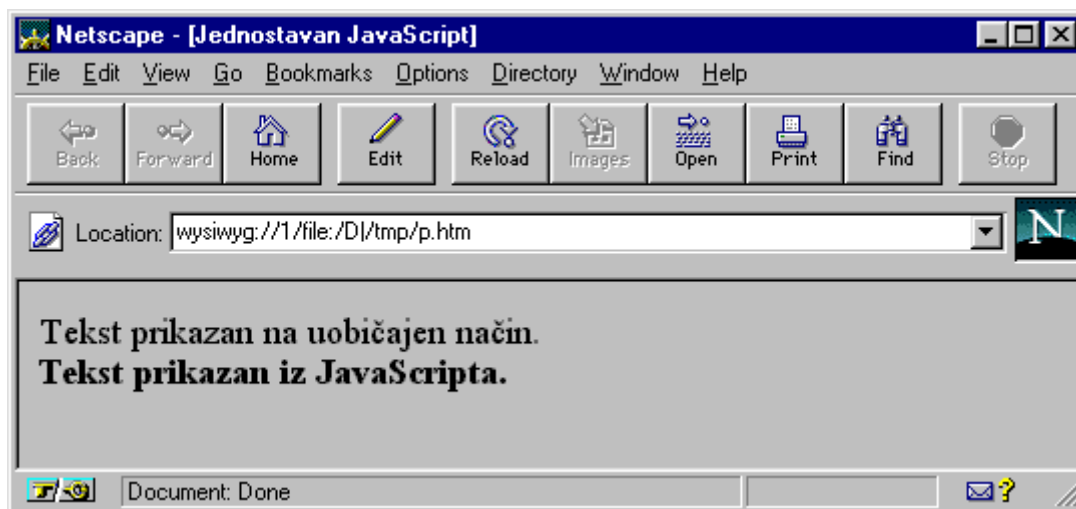 Netscape - [Jednostavan JavaScript]
File Edit View Go Bookmarks Options Directory Window Help
Back Forward Home Edit Reload Images Open Print Find Stop
Location: wysiwyg://1/file:/D|/tmp/p.htm
N
Tekst prikazan na uobičajen način.
Tekst prikazan iz JavaScripta.
Document: Done
?